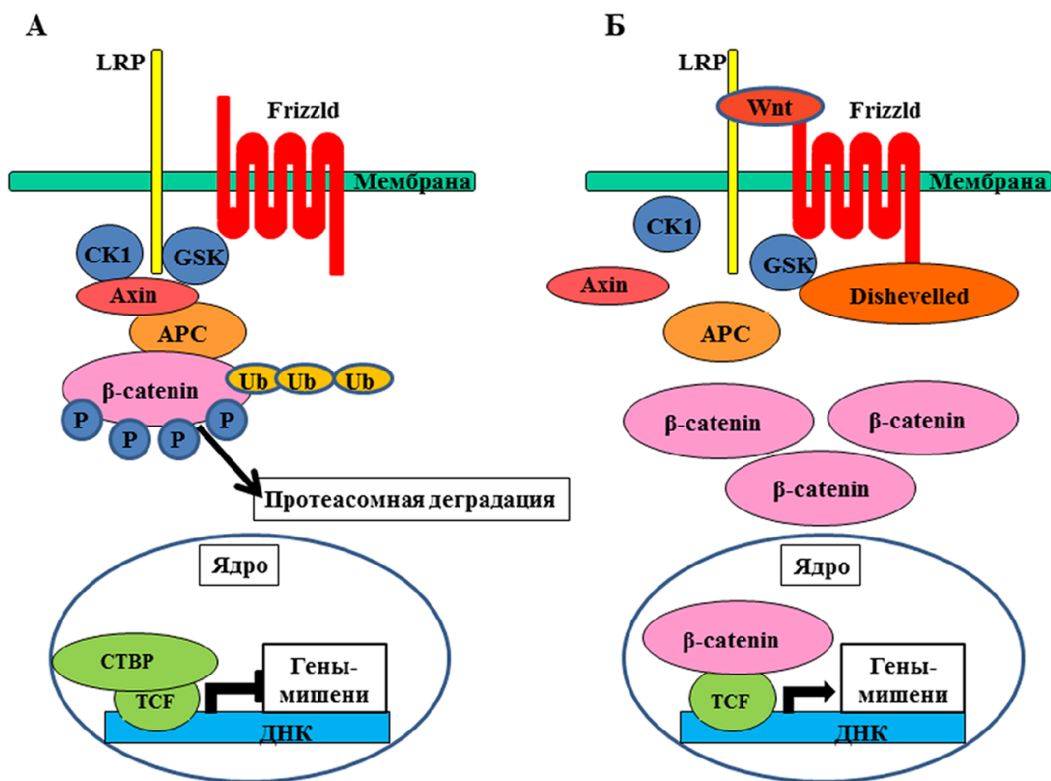 А
LRP
Frizzld
Мембрана
CK1
GSK
Axin
APC
β-catenin
Ub
Ub
Ub
P
P
P
P
Протеасомная деградация
Ядро
CTBP
TCF
Гены-
мишени
ДНК
Б
LRP
Wnt
Frizzld
Мембрана
CK1
GSK
Axin
Dishevelled
APC
β-catenin
β-catenin
β-catenin
Ядро
β-catenin
TCF
Гены-
мишени
ДНК